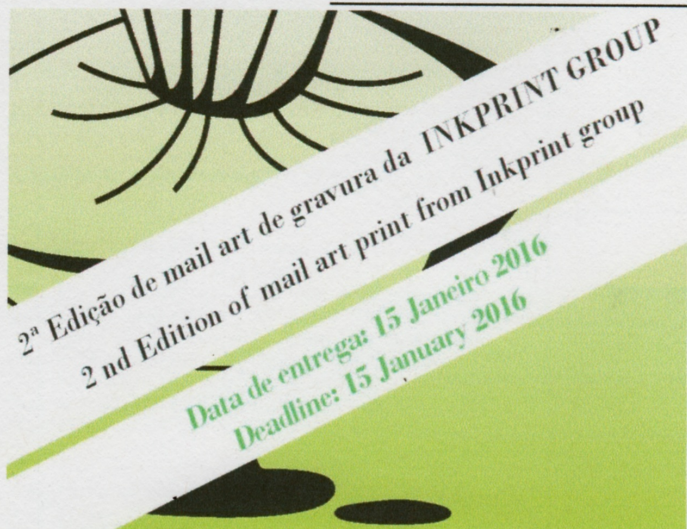 2ª Edição de mail art de gravura da INKPRINT GROUP
2 nd Edition of mail art print from Inkprint group
Data de entrega: 15 Janeiro 2016
Deadline: 15 January 2016